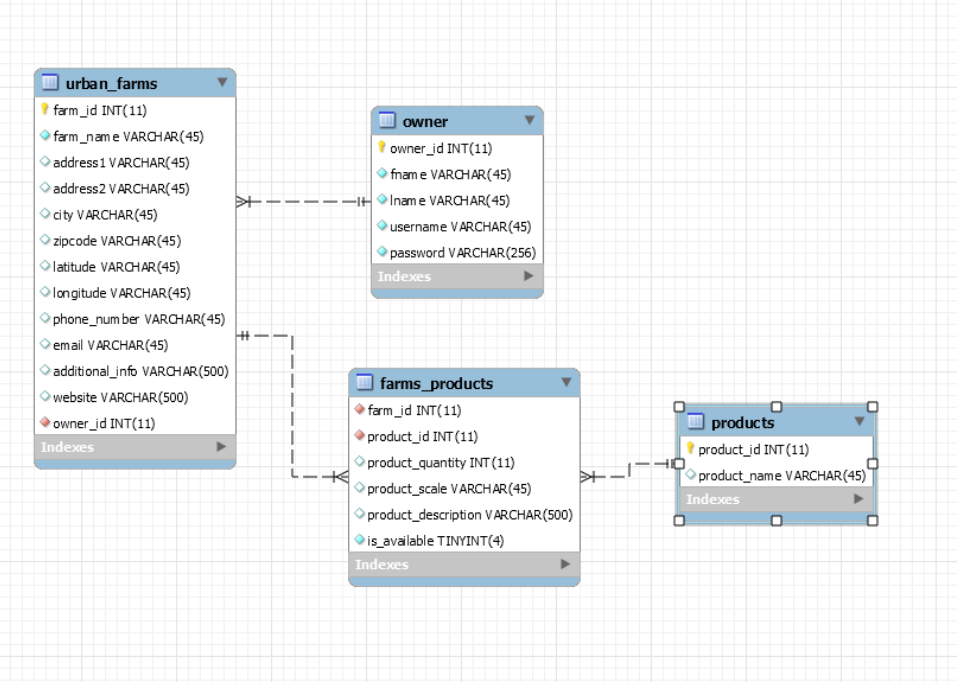 urban_farms
farm_id INT(11)
farm_name VARCHAR(45)
address1 VARCHAR(45)
address2 VARCHAR(45)
city VARCHAR(45)
zipcode VARCHAR(45)
latitude VARCHAR(45)
longitude VARCHAR(45)
phone_number VARCHAR(45)
email VARCHAR(45)
additional_info VARCHAR(500)
website VARCHAR(500)
owner_id INT(11)
Indexes
owner
owner_id INT(11)
fname VARCHAR(45)
lname VARCHAR(45)
username VARCHAR(45)
password VARCHAR(256)
Indexes
farms_products
farm_id INT(11)
product_id INT(11)
product_quantity INT(11)
product_scale VARCHAR(45)
product_description VARCHAR(500)
is_available TINYINT(4)
Indexes
products
product_id INT(11)
product_name VARCHAR(45)
Indexes